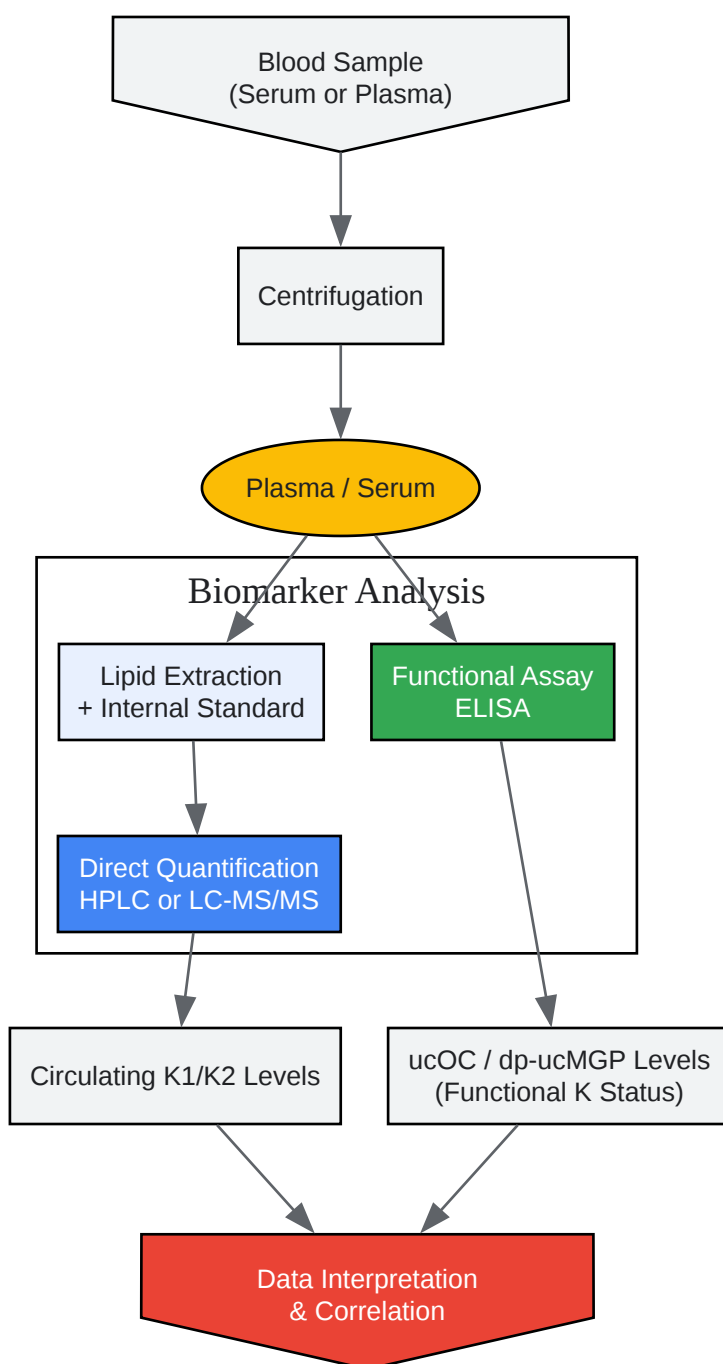 Blood Sample
(Serum or Plasma)
Centrifugation
Plasma / Serum
Biomarker Analysis
Lipid Extraction
+ Internal Standard
Functional Assay
ELISA
Direct Quantification
HPLC or LC-MS/MS
Circulating K1/K2 Levels
ucOC / dp-ucMGP Levels
(Functional K Status)
Data Interpretation
& Correlation